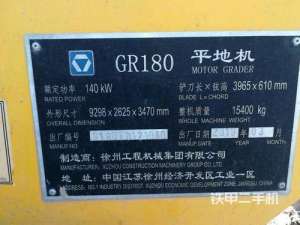 GR180 平地机
MOTOR GRADER
额定功率 140 kW 铲刀长×弦高 3965×610mm
RATED POWER BLADE L×CHORD
外形尺寸 9298×2625×3470 mm 整机质量 15400 kg
OVERALL DIMENSION WHOLE MACHINE WEIGHT
出厂编号 出厂日期
MANUF NO
制造商：徐州工程机械集团有限公司
MANUFACTURER: XUZHOU CONSTRUCTION MACHINERY GROUP CO.,LTD.
地 址：中国江苏徐州经济开发区工业一区
铁甲二手机